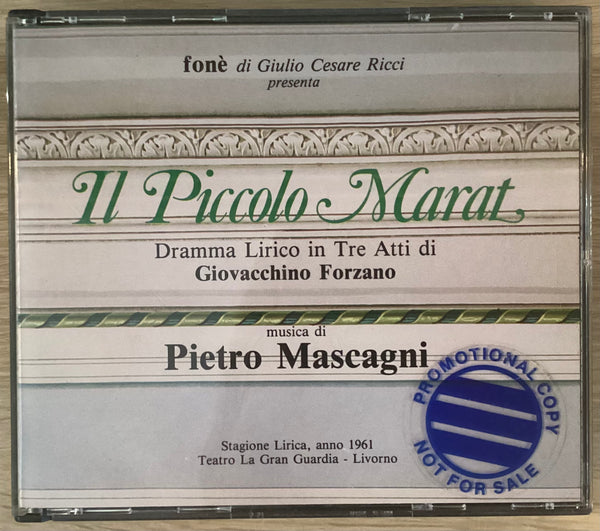 fonè di Giulio Cesare Ricci
presenta
Il Piccolo Marat
Dramma Lirico in Tre Atti di
Giovacchino Forzano
musica di
Pietro Mascagni
PROMOTIONAL COPY
NOT FOR SALE
Stagione Lirica, anno 1961
Teatro La Gran Guardia - Livorno